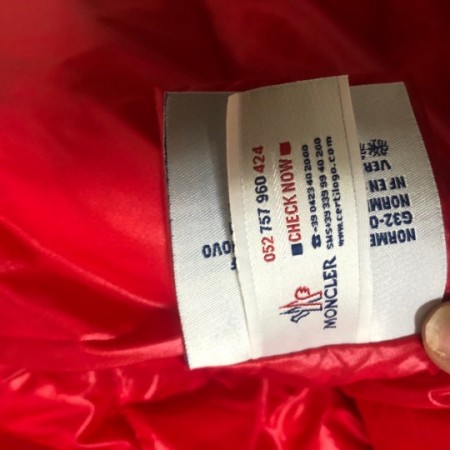 052 757 960 424
CHECK NOW
☎+39 0423 40 2000
SMS+39 339 99 40 200
www.certilogo.com
MONCLER
NORME
G32-0
NORM
NF EN
VER
OVO